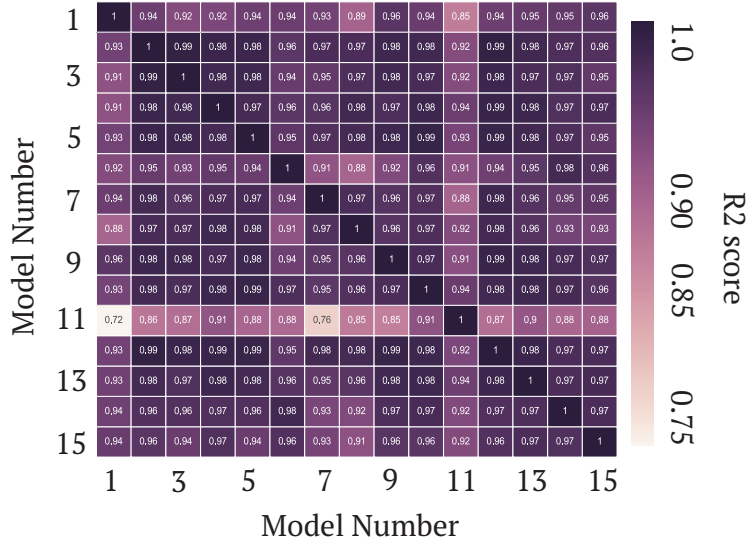 1 1 0.94 0.92 0.92 0.94 0.94 0.93 0.89 0.96 0.94 0.85 0.94 0.95 0.95 0.96
0.93 1 0.99 0.98 0.98 0.96 0.97 0.97 0.98 0.98 0.92 0.99 0.98 0.97 0.96
3 0.91 0.99 1 0.98 0.98 0.94 0.95 0.97 0.98 0.97 0.92 0.98 0.97 0.97 0.95
0.91 0.98 0.98 1 0.97 0.96 0.96 0.98 0.97 0.98 0.94 0.99 0.98 0.97 0.97
5 0.93 0.98 0.98 0.98 1 0.95 0.97 0.98 0.98 0.99 0.93 0.99 0.98 0.97 0.95
0.92 0.95 0.93 0.95 0.94 1 0.91 0.88 0.92 0.96 0.91 0.94 0.95 0.98 0.96
7 0.94 0.98 0.96 0.97 0.97 0.94 1 0.97 0.96 0.97 0.88 0.98 0.96 0.95 0.95
0.88 0.97 0.97 0.98 0.98 0.91 0.97 1 0.96 0.97 0.92 0.98 0.96 0.93 0.93
9 0.96 0.98 0.98 0.97 0.98 0.94 0.95 0.96 1 0.97 0.91 0.99 0.98 0.97 0.96
0.93 0.98 0.97 0.98 0.99 0.97 0.95 0.96 0.97 1 0.94 0.98 0.98 0.97 0.96
11 0,72 0,86 0,87 0,91 0,88 0,88 0,76 0,85 0,85 0,91 1 0,87 0,9 0,88 0,88
0.93 0.99 0.98 0.99 0.99 0.95 0.98 0.98 0.99 0.98 0.92 1 0.98 0.97 0.97
13 0.93 0.98 0.97 0.98 0.98 0.97 0.95 0.96 0.98 0.98 0.94 0.98 1 0.97 0.97
0.94 0.96 0.96 0.97 0.96 0.98 0.93 0.92 0.97 0.97 0.92 0.97 0.97 1 0.97
15 0.94 0.96 0.94 0.97 0.94 0.96 0.93 0.91 0.96 0.96 0.92 0.96 0.97 0.97 1
1 3 5 7 9 11 13 15
Model Number
Model Number
1.0
0.90
0.85
0.75
R2 score